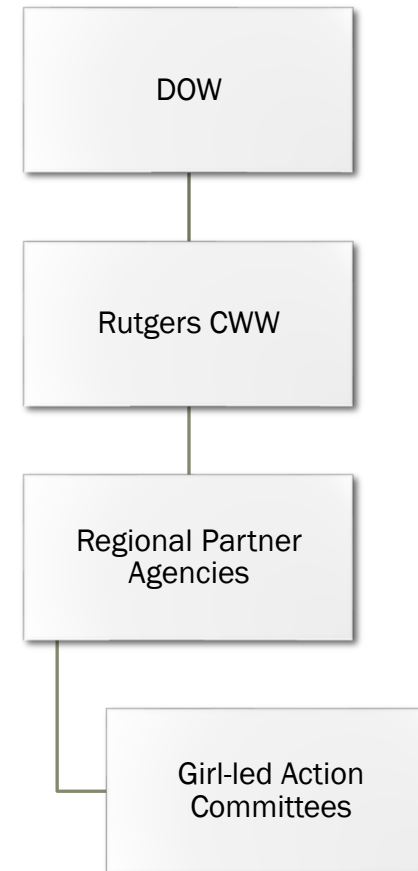 DOW
Rutgers CWW
Regional Partner
Agencies
Girl-led Action
Committees